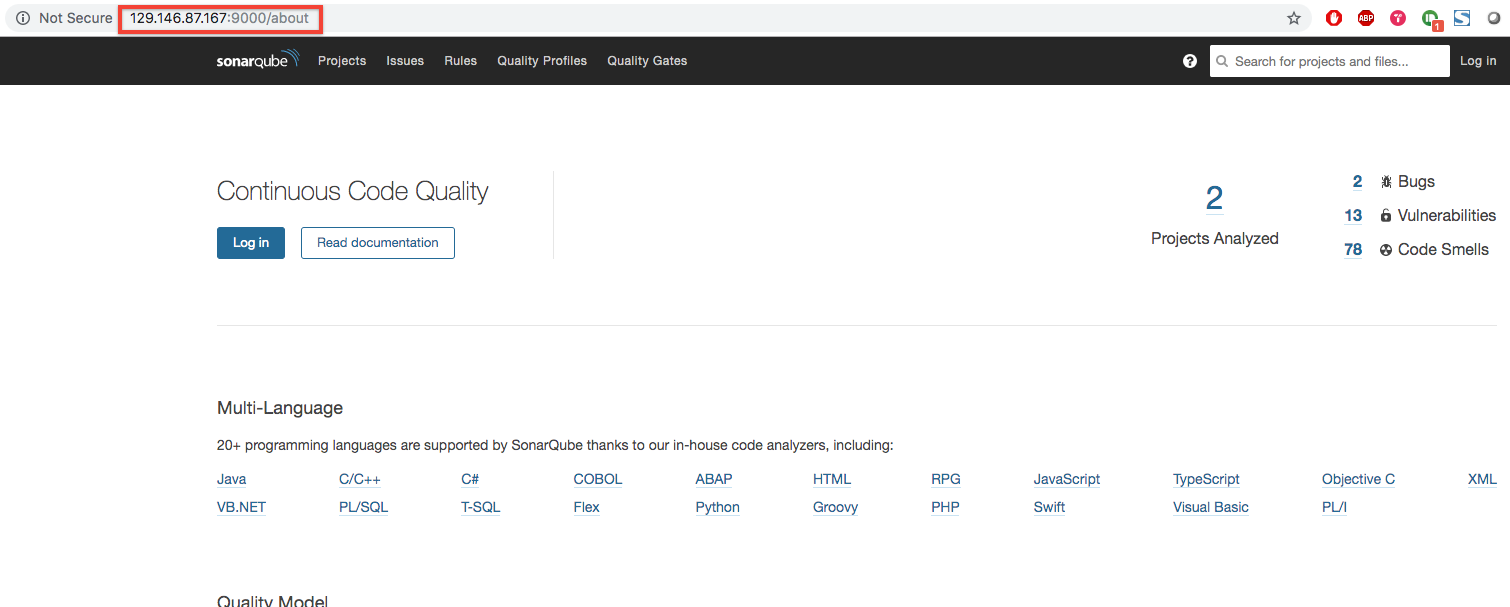 Not Secure 129.146.87.167:9000/about ABP 1
sonarqube Projects Issues Rules Quality Profiles Quality Gates ? Search for projects and files... Log in
Continuous Code Quality
Log in Read documentation
2
Projects Analyzed
2 Bugs
13 Vulnerabilities
78 Code Smells
Multi-Language
20+ programming languages are supported by SonarQube thanks to our in-house code analyzers, including:
Java C/C++ C# COBOL ABAP HTML RPG JavaScript TypeScript Objective C XML
VB.NET PL/SQL T-SQL Flex Python Groovy PHP Swift Visual Basic PL/I
Quality Model